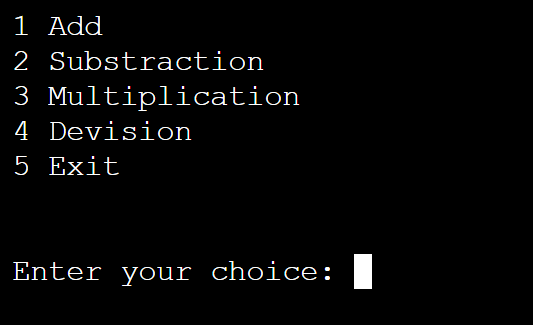 1 Add
2 Substraction
3 Multiplication
4 Devision
5 Exit
Enter your choice: